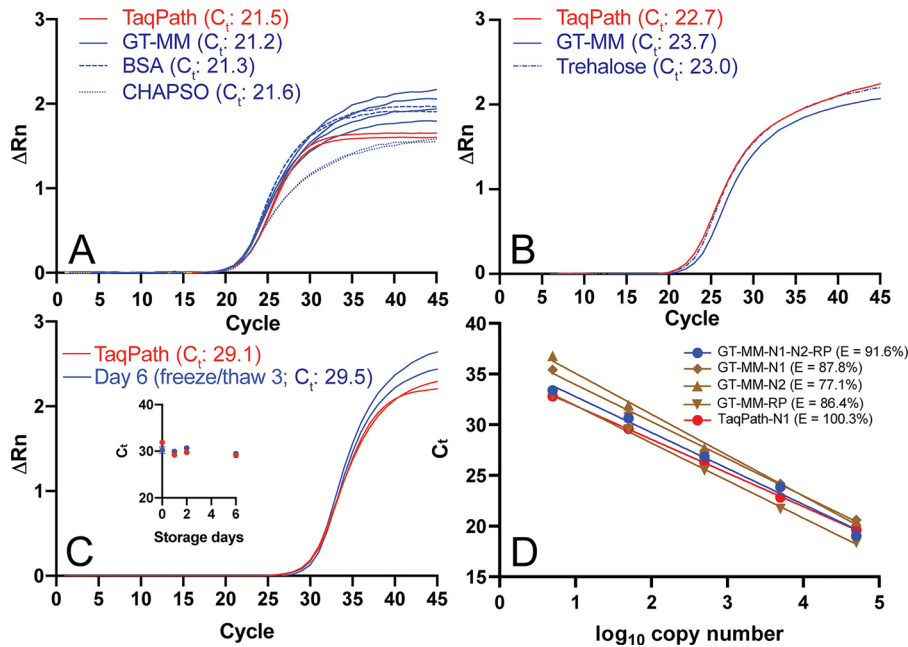 TaqPath (Ct: 21.5)
GT-MM (Ct: 21.2)
BSA (Ct: 21.3)
CHAPSO (Ct: 21.6)
3
2
1
0
ΔRn
A
0 5 10 15 20 25 30 35 40 45
Cycle
TaqPath (Ct: 22.7)
GT-MM (Ct: 23.7)
Trehalose (Ct: 23.0)
3
2
1
0
ΔRn
B
0 5 10 15 20 25 30 35 40 45
Cycle
TaqPath (Ct: 29.1)
Day 6 (freeze/thaw 3; Ct: 29.5)
3
2
1
0
ΔRn
40
30
20
Ct
0 2 4 6
Storage days
C
0 5 10 15 20 25 30 35 40 45
Cycle
GT-MM-N1-N2-RP (E = 91.6%)
GT-MM-N1 (E = 87.8%)
GT-MM-N2 (E = 77.1%)
GT-MM-RP (E = 86.4%)
TaqPath-N1 (E = 100.3%)
40
35
30
25
20
15
Ct
D
0 1 2 3 4 5
log10 copy number